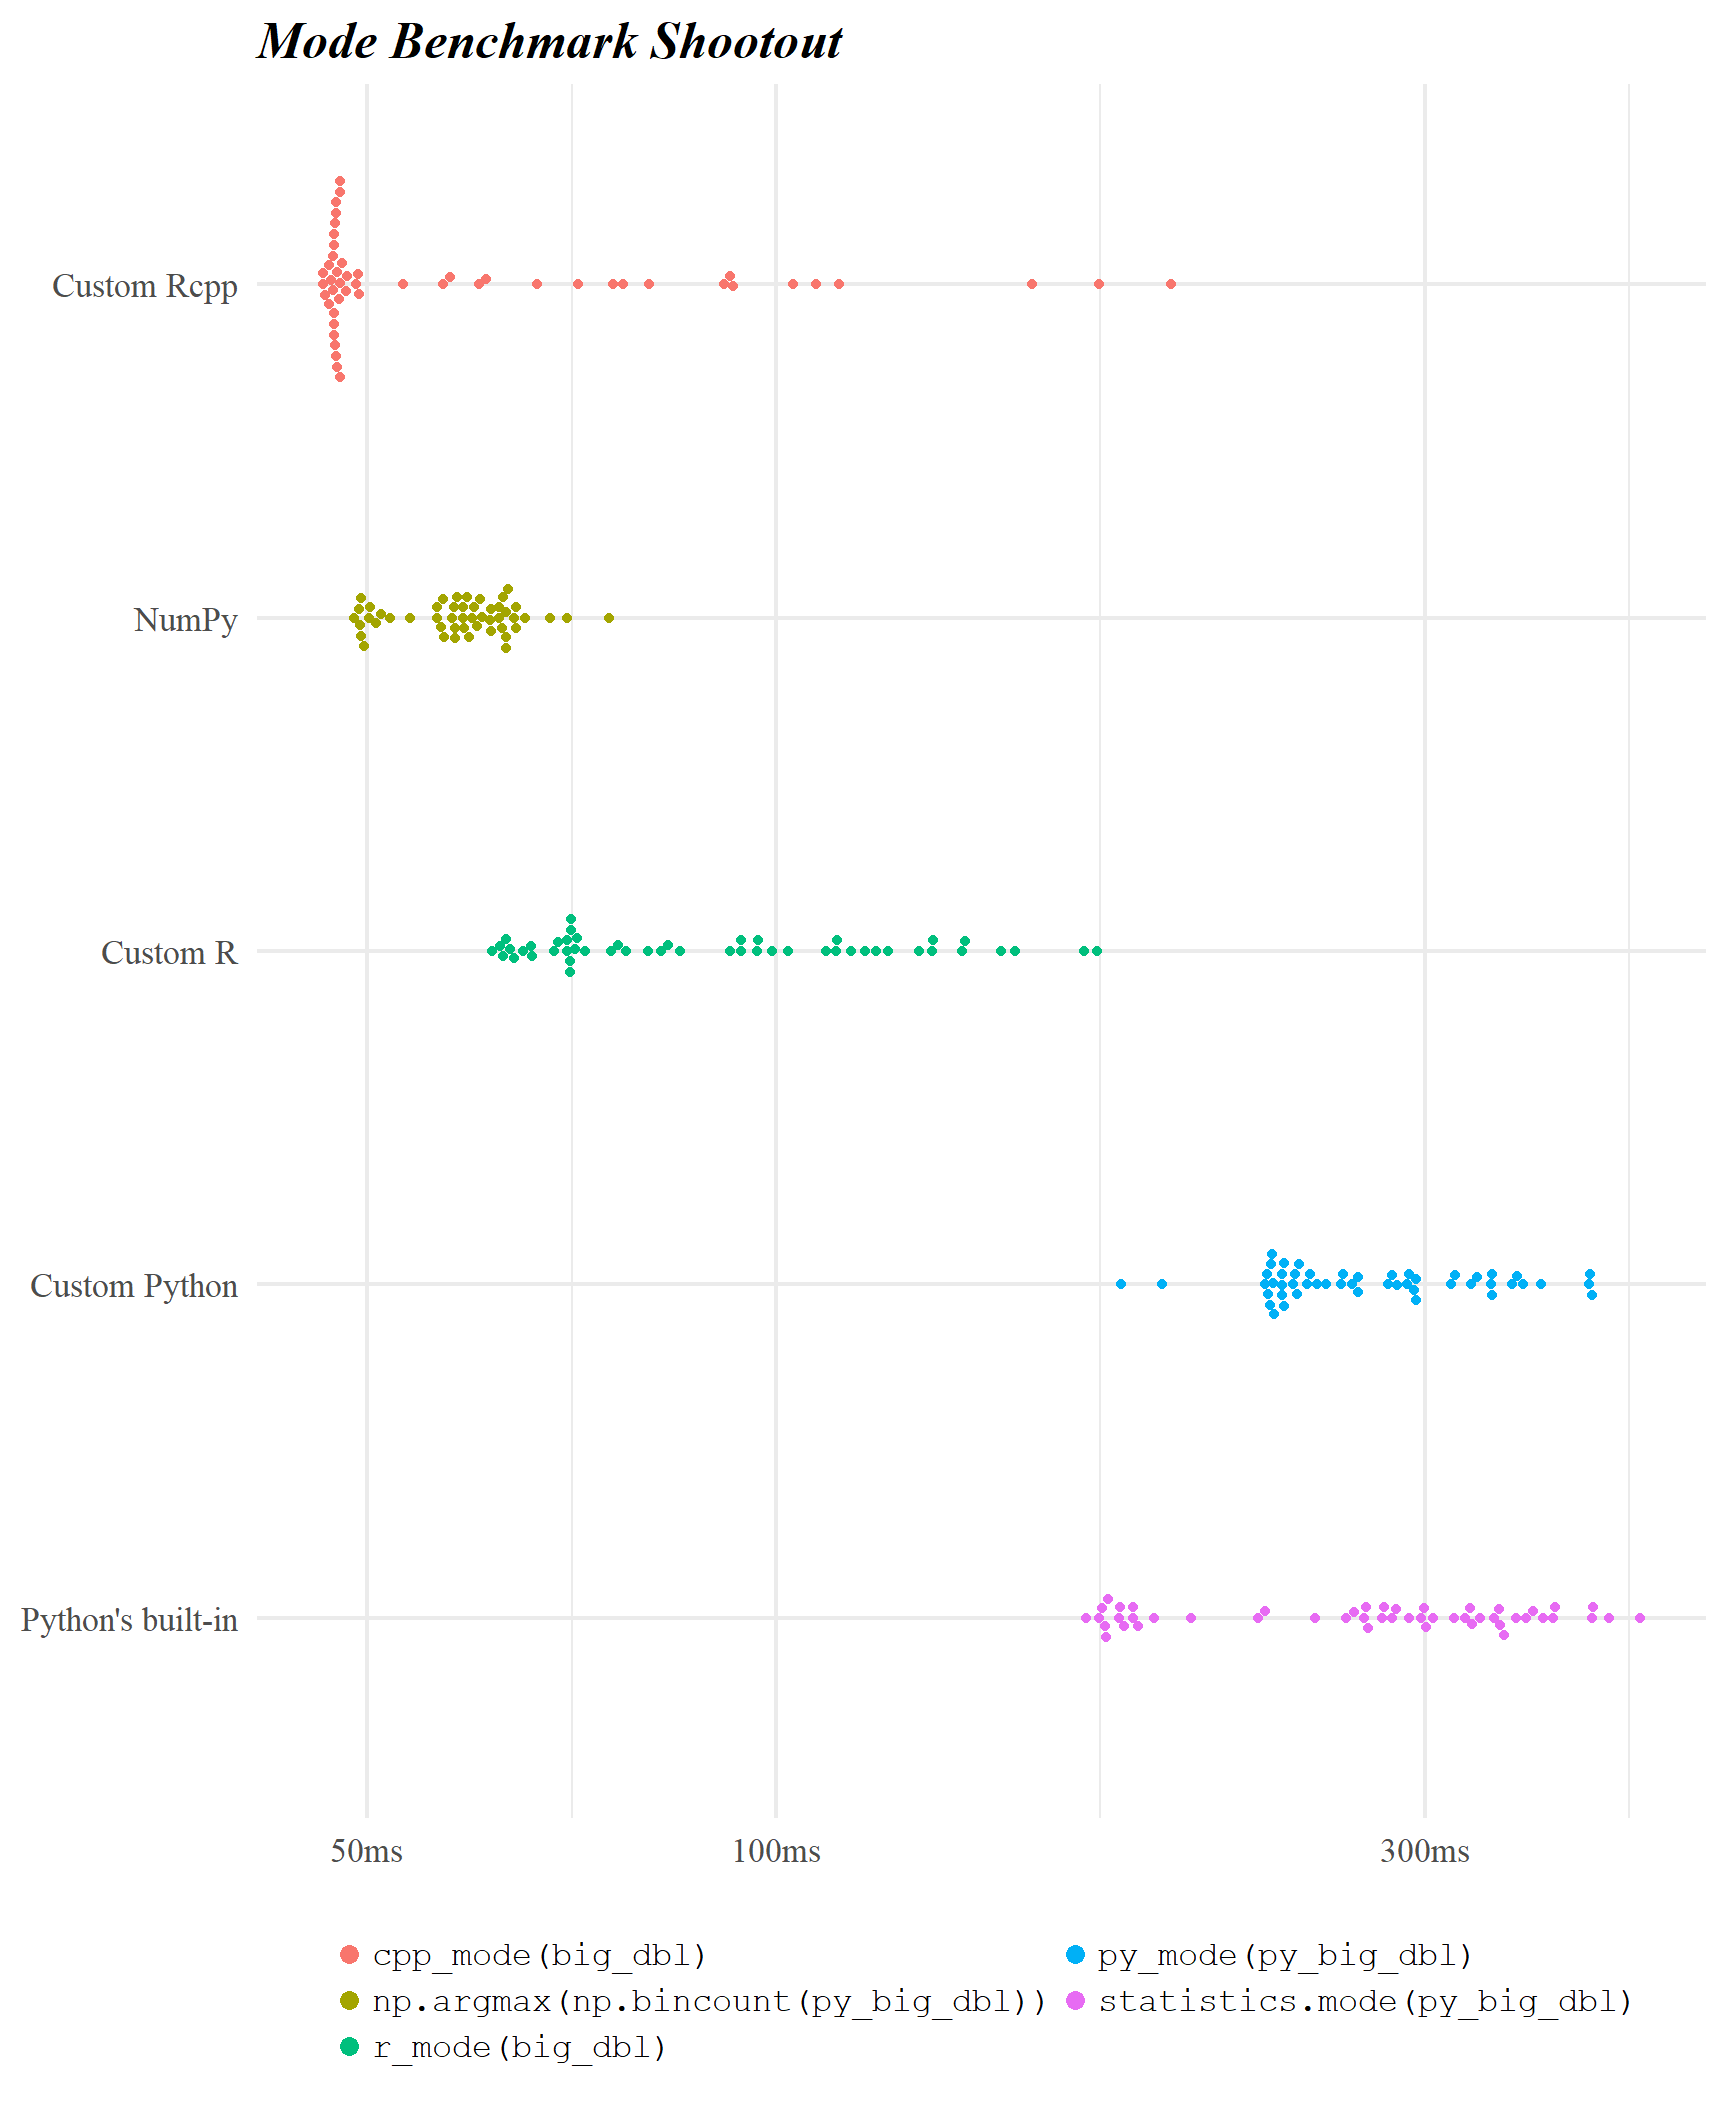 Mode Benchmark Shootout
Custom Rcpp
NumPy
Custom R
Custom Python
Python's built-in
50ms
100ms
300ms
cpp_mode(big_dbl)
np.argmax(np.bincount(py_big_dbl))
r_mode(big_dbl)
py_mode(py_big_dbl)
statistics.mode(py_big_dbl)